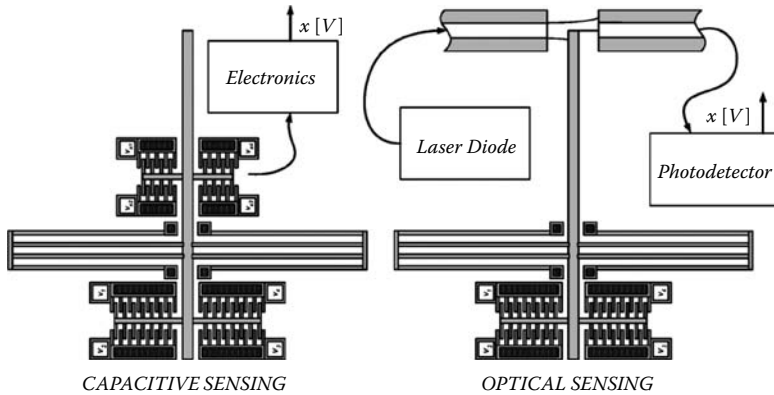 x [V]
Electronics
CAPACITIVE SENSING
Laser Diode
x [V]
Photodetector
OPTICAL SENSING